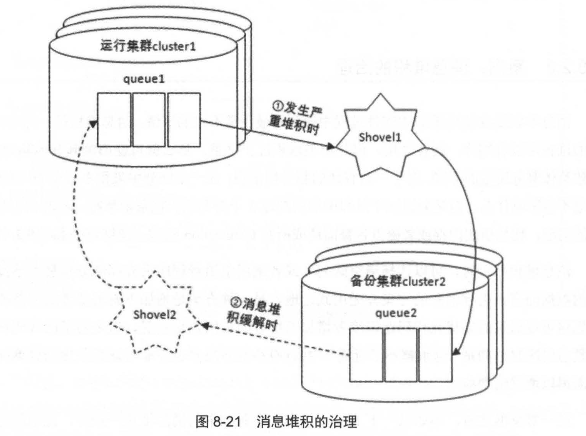 运行集群cluster1
queue1
①发生严
重堆积时
Shovel1
备份集群cluster2
queue2
②消息堆
积缓解时
Shovel2
图 8-21 消息堆积的治理